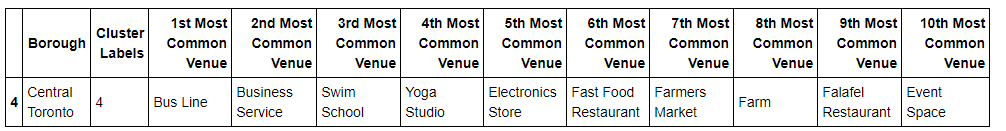 Borough Cluster Labels 1st Most Common Venue 2nd Most Common Venue 3rd Most Common Venue 4th Most Common Venue 5th Most Common Venue 6th Most Common Venue 7th Most Common Venue 8th Most Common Venue 9th Most Common Venue 10th Most Common Venue
4 Central Toronto 4 Bus Line Business Service Swim School Yoga Studio Electronics Store Fast Food Restaurant Farmers Market Farm Falafel Restaurant Event Space